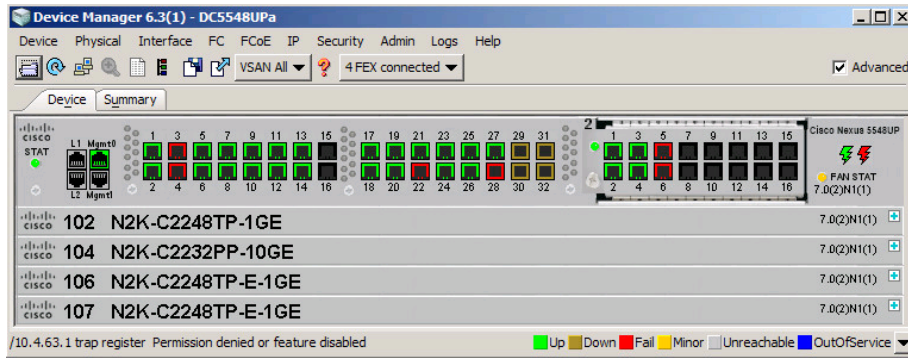 Device Manager 6.3(1) - DC5548UPa
Device Physical Interface FC FCoE IP Security Admin Logs Help
VSAN All 4 FEX connected Advanced
Device Summary
CISCO
STAT
L1 Mgmt0
L2 Mgmt1
1 3 5 7 9 11 13 15
2 4 6 8 10 12 14 16
17 19 21 23 25 27 29 31
18 20 22 24 26 28 30 32
2
1 3 5 7 9 11 13 15
2 4 6 8 10 12 14 16
Cisco Nexus 5548UP
FAN STAT
7.0(2)N1(1)
CISCO 102 N2K-C2248TP-1GE 7.0(2)N1(1)
CISCO 104 N2K-C2232PP-10GE 7.0(2)N1(1)
CISCO 106 N2K-C2248TP-E-1GE 7.0(2)N1(1)
CISCO 107 N2K-C2248TP-E-1GE 7.0(2)N1(1)
/10.4.63.1 trap register Permission denied or feature disabled Up Down Fail Minor Unreachable OutOfService